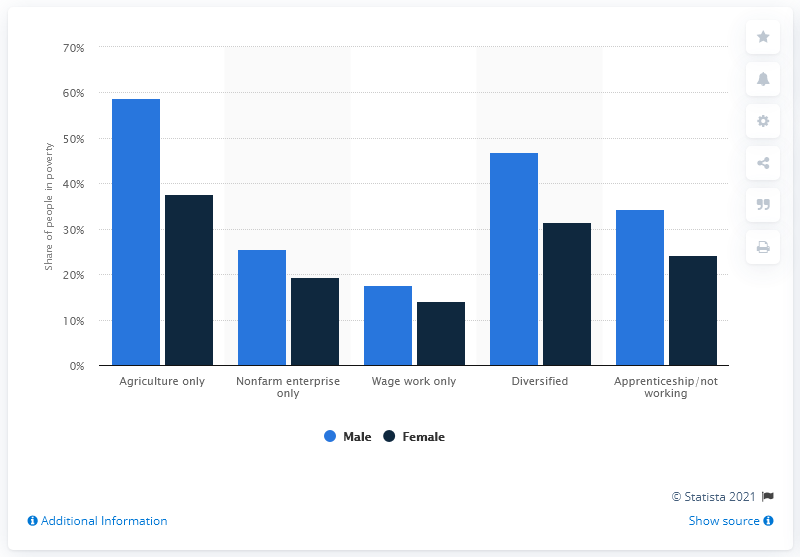 70%
60%
50%
40%
30%
20%
10%
0%
Share of people in poverty
Agriculture only
Nonfarm enterprise
only
Wage work only
Diversified
Apprenticeship/not
working
Male Female
© Statista 2021
Additional Information
Show source